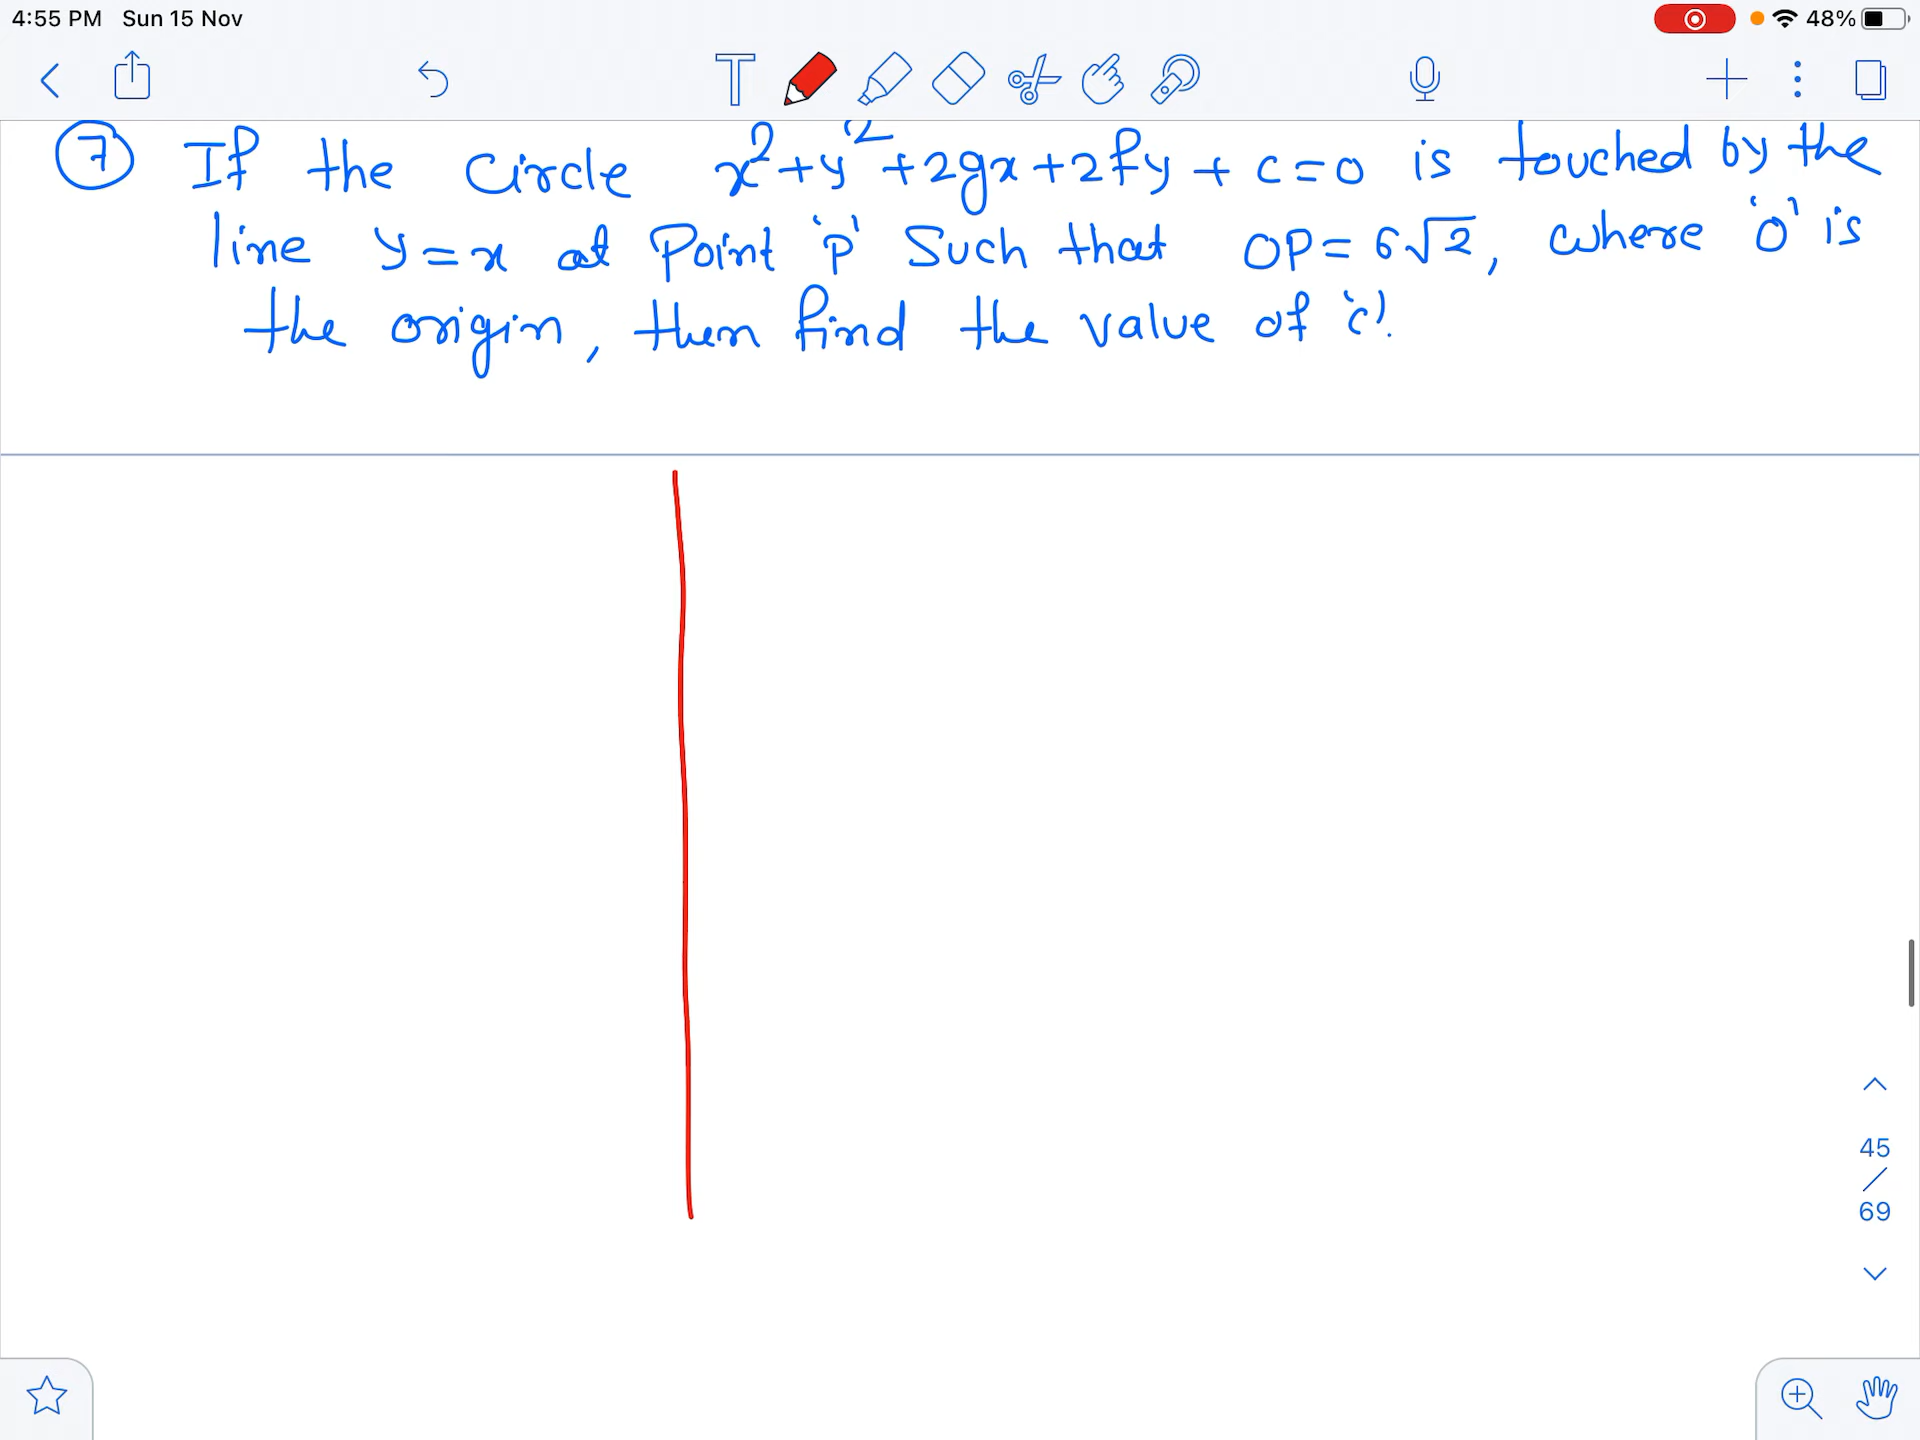 4:55 PM Sun 15 Nov
48%
T
7 If the circle x²+y²+2gx+2fy+c=0 is touched by the
line y=x at Point 'P' Such that OP=6√2, where 'O' is
the origin, then find the value of 'c'.
45
/
69